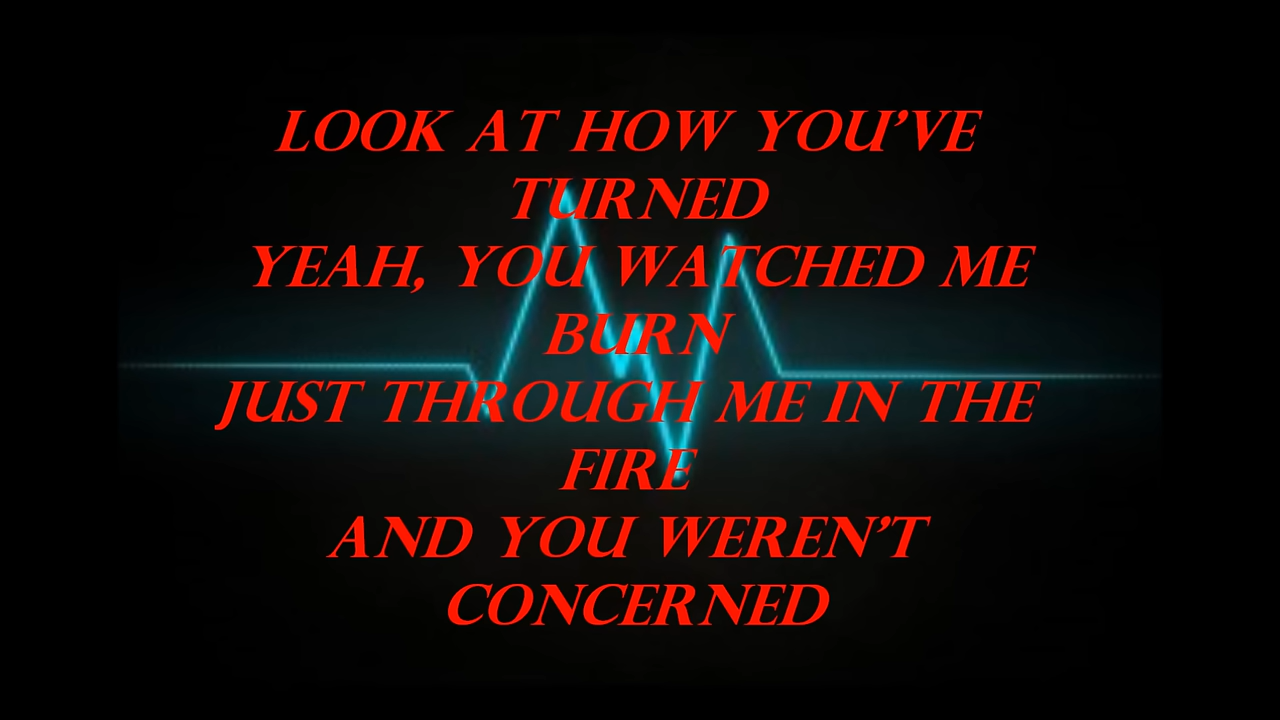 LOOK AT HOW YOU'VE
TURNED
YEAH, YOU WATCHED ME
BURN
JUST THROUGH ME IN THE
FIRE
AND YOU WEREN'T
CONCERNED